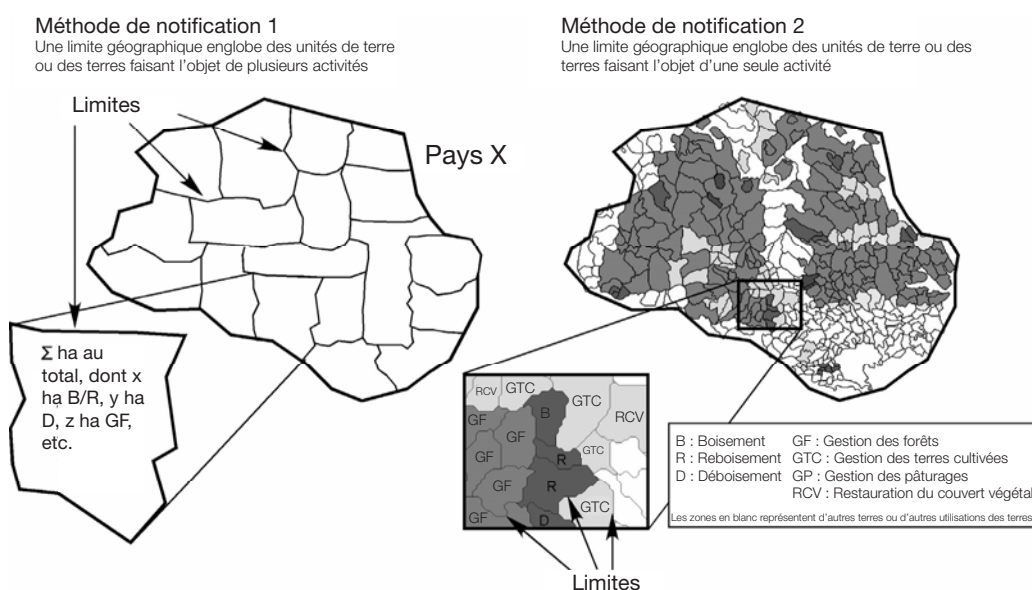 Méthode de notification 1
Une limite géographique englobe des unités de terre
ou des terres faisant l'objet de plusieurs activités
Méthode de notification 2
Une limite géographique englobe des unités de terre ou des
terres faisant l'objet d'une seule activité
Limites
Pays X
Σ ha au
total, dont x
ha B/R, y ha
D, z ha GF,
etc.
RCV
GTC
GF
B
GTC
RCV
GF
GF
R
GTC
GF
R
GTC
GF
D
Limites
B : Boisement GF : Gestion des forêts
R : Reboisement GTC : Gestion des terres cultivées
D : Déboisement GP : Gestion des pâturages
RCV : Restauration du couvert végétal
Les zones en blanc représentent d'autres terres ou d'autres utilisations des terres